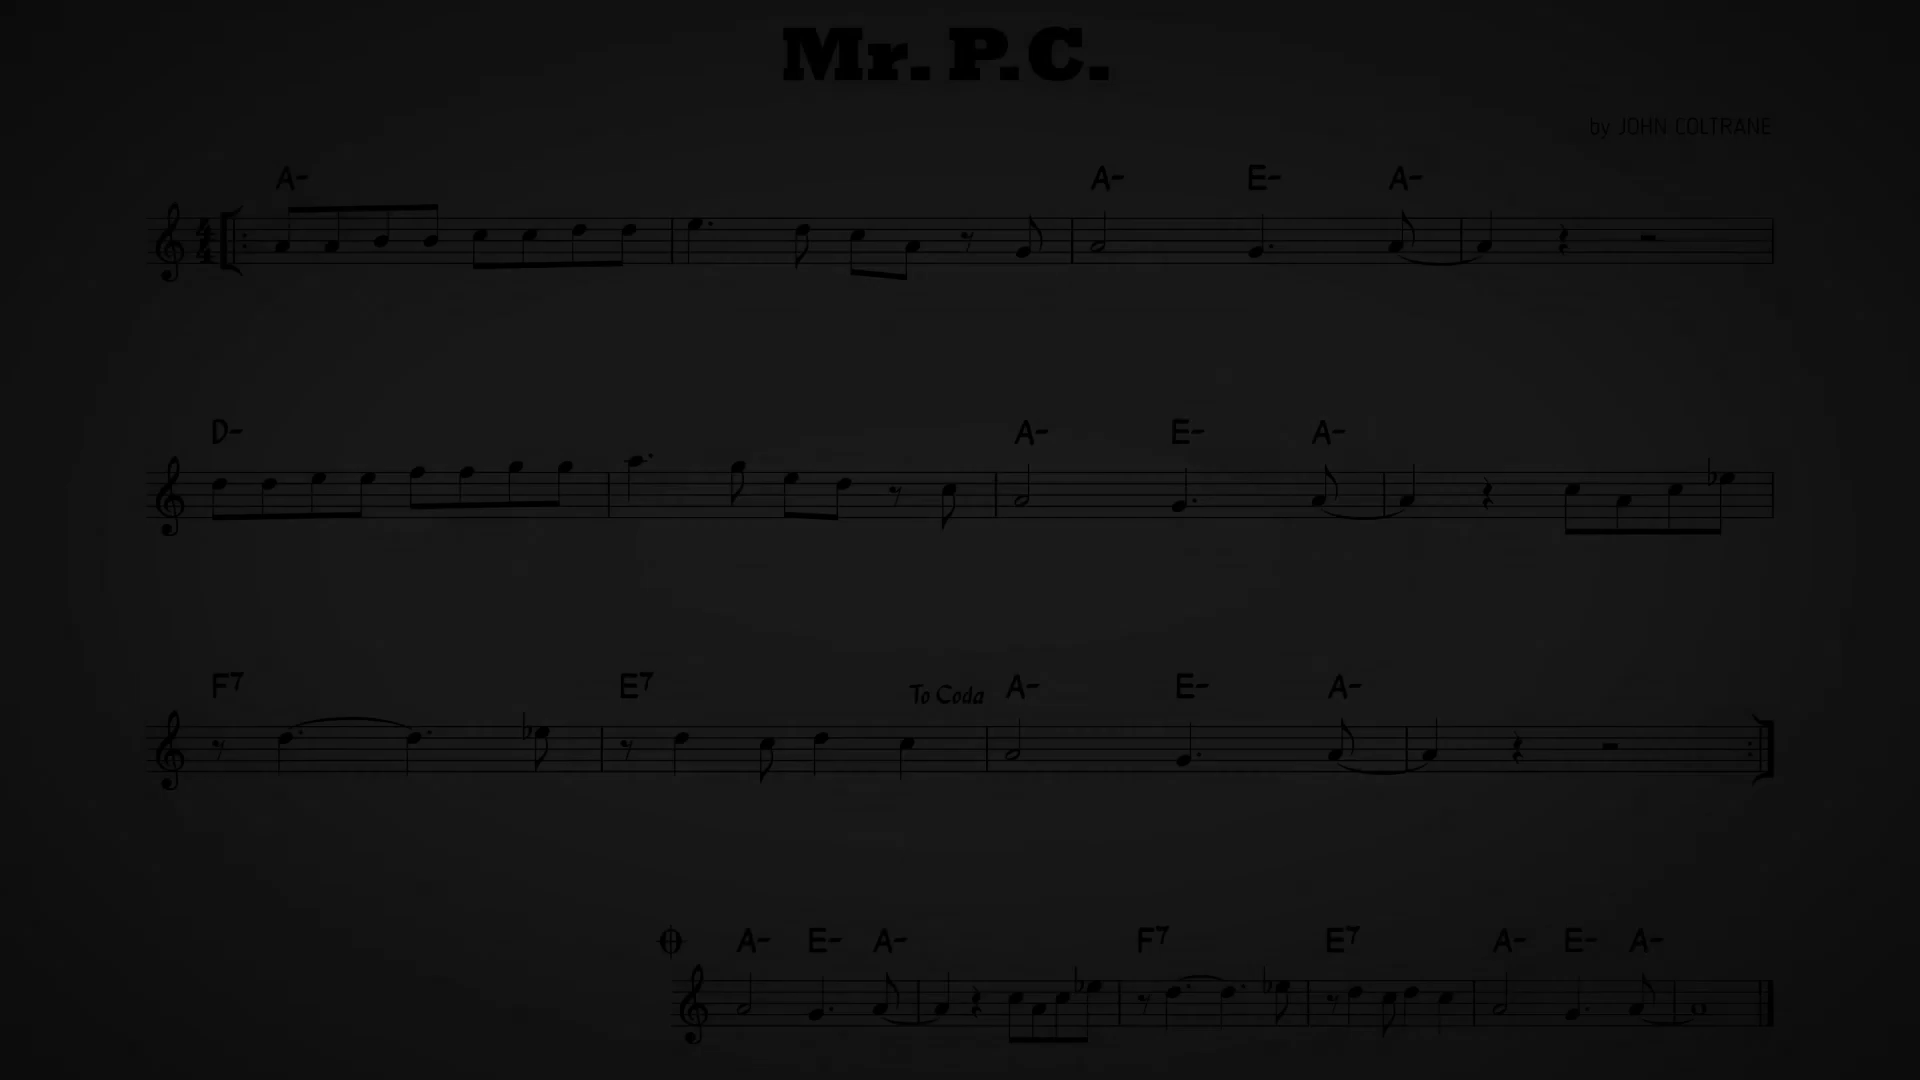 Mr. P.C.
by JOHN COLTRANE
A- A- E- A-
D- A- E- A-
F7 E7 To Coda A- E- A-
A- E- A- F7 E7 A- E- A-